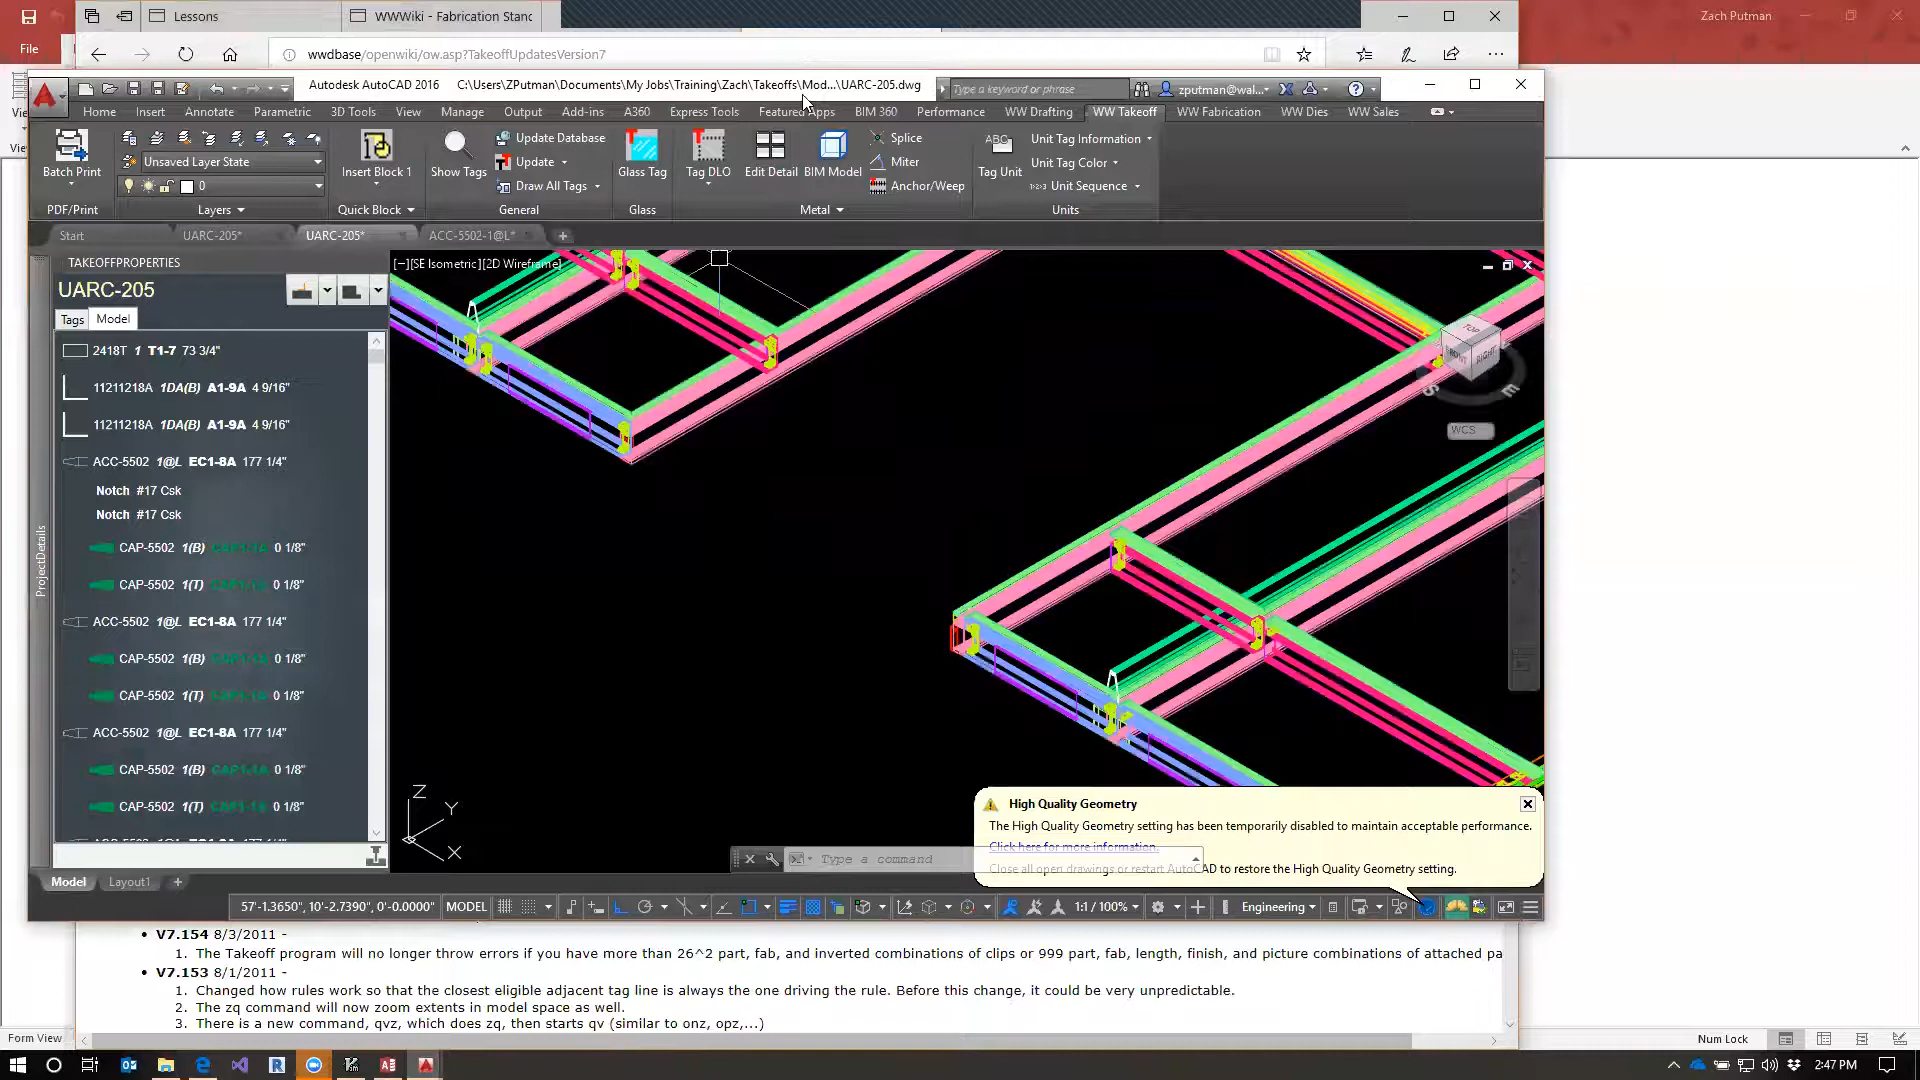 Lessons
WWWiki - Fabrication Stanc
Zach Putman
File
wwdbase/openwiki/ow.asp?TakeoffUpdatesVersion7
Autodesk AutoCAD 2016 C:\Users\ZPutman\Documents\My Jobs\Training\Zach\Takeoffs\Mod...\UARC-205.dwg
Type a keyword or phrase
zputman@wal...
Home Insert Annotate Parametric 3D Tools View Manage Output Add-ins A360 Express Tools Featured Apps BIM 360 Performance WW Drafting WW Takeoff WW Fabrication WW Dies WW Sales
Batch Print
Unsaved Layer State
0
Insert Block 1
Show Tags
Update Database
Update
Draw All Tags
Glass Tag
Tag DLO
Edit Detail
BIM Model
Splice
Miter
Anchor/Weep
ABC
Tag Unit
Unit Tag Information
Unit Tag Color
Unit Sequence
PDF/Print Layers Quick Block General Glass Metal Units
Start UARC-205* UARC-205* ACC-5502-1@L*
TAKEOFFPROPERTIES
UARC-205
Tags Model
2418T 1 T1-7 73 3/4"
11211218A 1DA(B) A1-9A 4 9/16"
11211218A 1DA(B) A1-9A 4 9/16"
ACC-5502 1@L EC1-8A 177 1/4"
Notch #17 Csk
Notch #17 Csk
CAP-5502 1(B) 0 1/8"
CAP-5502 1(T) 0 1/8"
ACC-5502 1@L EC1-8A 177 1/4"
CAP-5502 1(B) 0 1/8"
CAP-5502 1(T) 0 1/8"
ACC-5502 1@L EC1-8A 177 1/4"
CAP-5502 1(B) 0 1/8"
CAP-5502 1(T) 0 1/8"
ProjectDetails
[−][SE Isometric][2D Wireframe]
TOP
FRONT
RIGHT
S
E
WCS
Z
Y
X
Type a command
High Quality Geometry
The High Quality Geometry setting has been temporarily disabled to maintain acceptable performance.
Click here for more information.
Close all open drawings or restart AutoCAD to restore the High Quality Geometry setting.
Model Layout1
57'-1.3650", 10'-2.7390", 0'-0.0000" MODEL
1:1 / 100%
Engineering
• V7.154 8/3/2011 -
1. The Takeoff program will no longer throw errors if you have more than 26^2 part, fab, and inverted combinations of clips or 999 part, fab, length, finish, and picture combinations of attached pa
• V7.153 8/1/2011 -
1. Changed how rules work so that the closest eligible adjacent tag line is always the one driving the rule. Before this change, it could be very unpredictable.
2. The zq command will now zoom extents in model space as well.
3. There is a new command, qvz, which does zq, then starts qv (similar to onz, opz,...)
Form View
Num Lock
2:47 PM